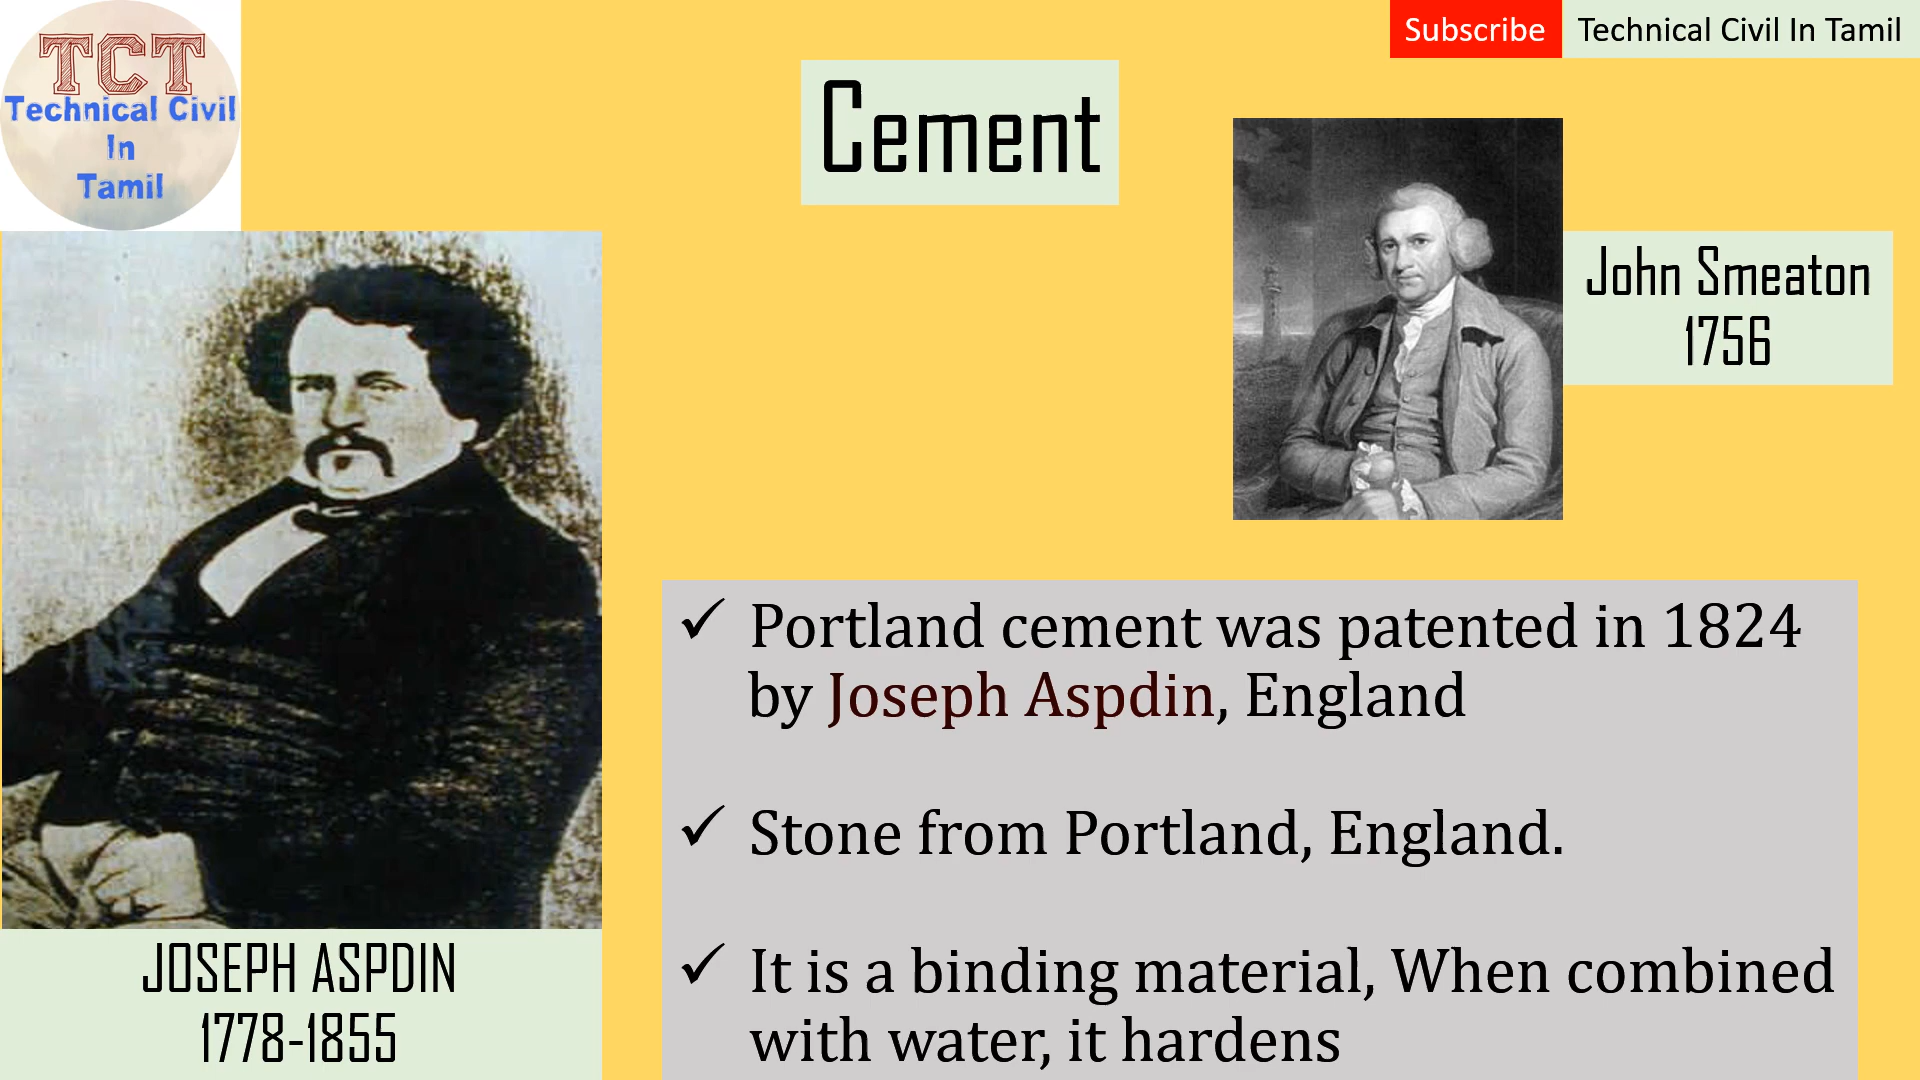 TCT
Technical Civil
In
Tamil
Subscribe Technical Civil In Tamil
Cement
John Smeaton
1756
JOSEPH ASPDIN
1778-1855
✓ Portland cement was patented in 1824
by Joseph Aspdin, England
✓ Stone from Portland, England.
✓ It is a binding material, When combined
with water, it hardens